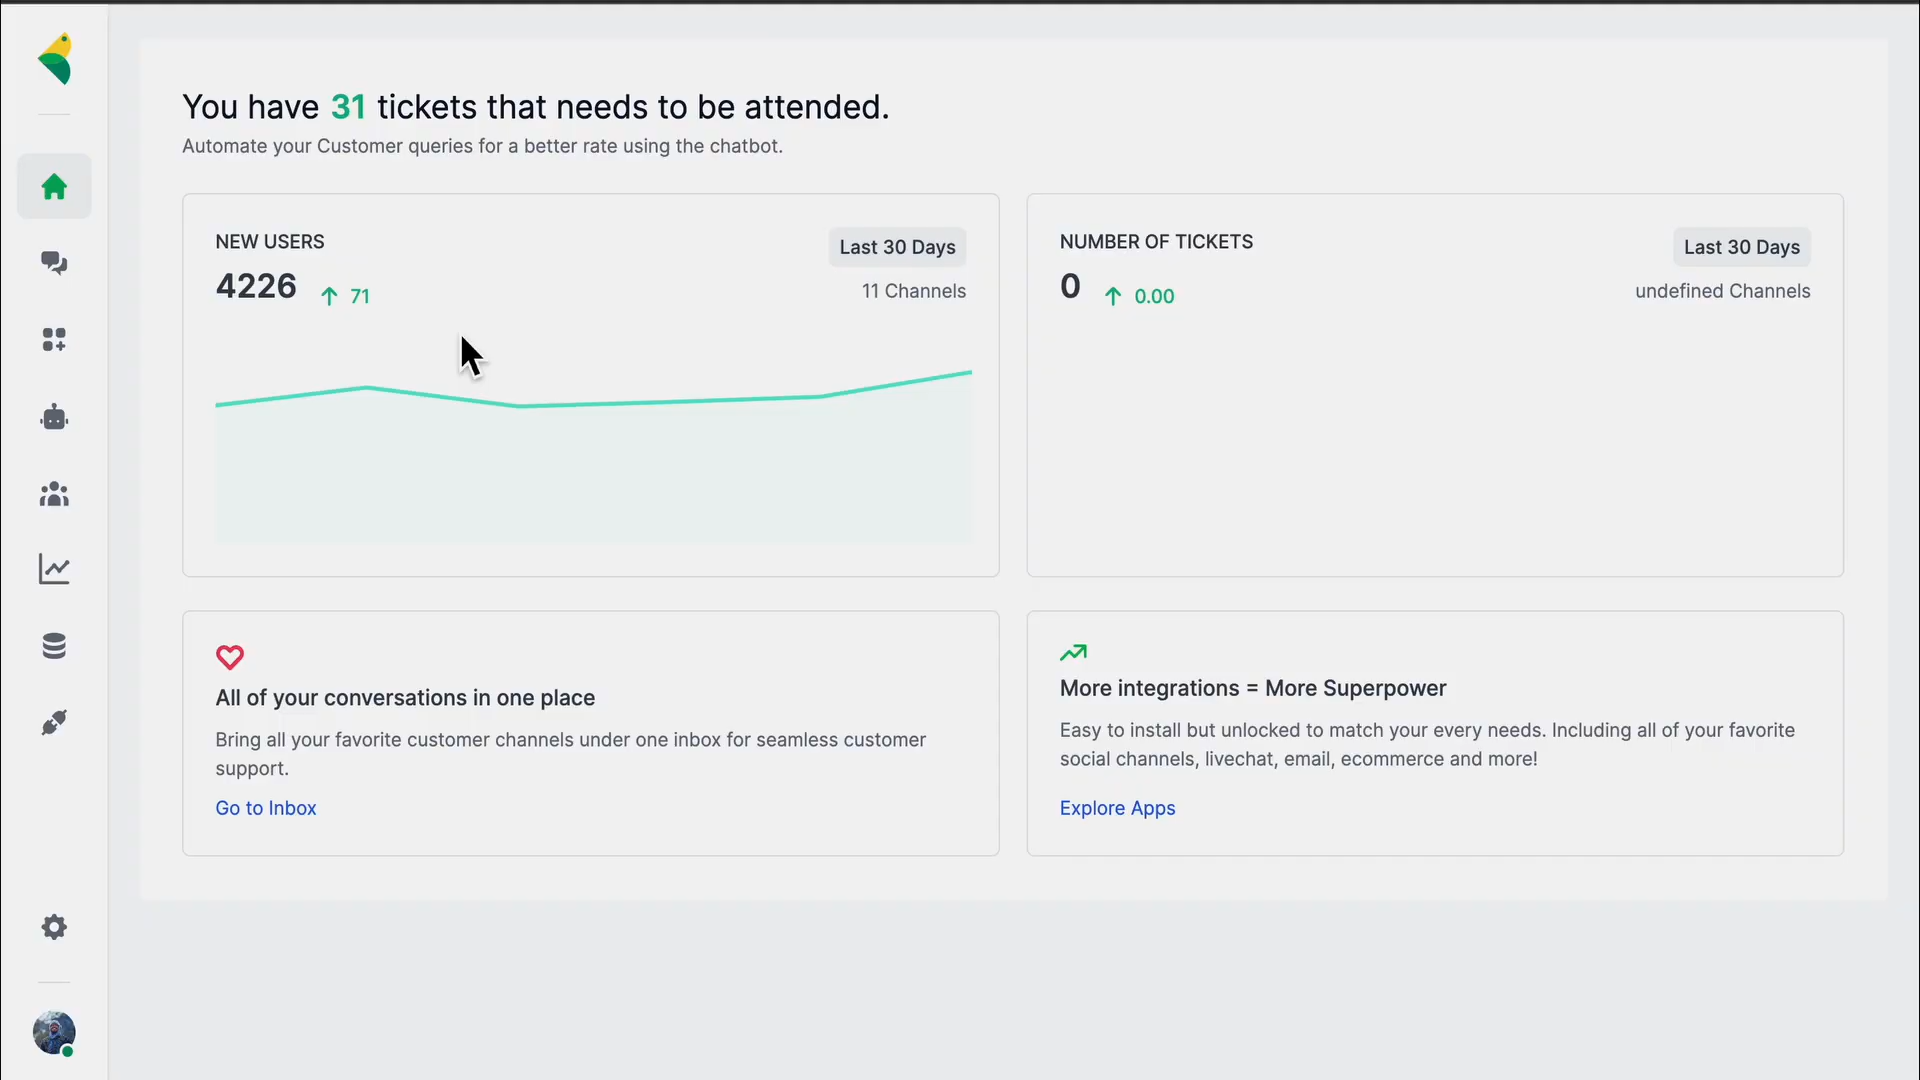 You have 31 tickets that needs to be attended.
Automate your Customer queries for a better rate using the chatbot.
NEW USERS
Last 30 Days
4226
71
11 Channels
NUMBER OF TICKETS
Last 30 Days
0
0.00
undefined Channels
All of your conversations in one place
Bring all your favorite customer channels under one inbox for seamless customer
support.
Go to Inbox
More integrations = More Superpower
Easy to install but unlocked to match your every needs. Including all of your favorite
social channels, livechat, email, ecommerce and more!
Explore Apps